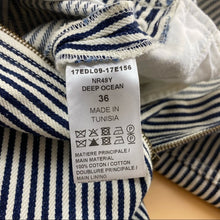 17EDL09-17E156
NR49Y
DEEP OCEAN
36
MADE IN
TUNISIA
MATIERE PRINCIPALE /
MAIN MATERIAL
100% COTON / COTTON
DOUBLURE PRINCIPALE /
MAIN LINING